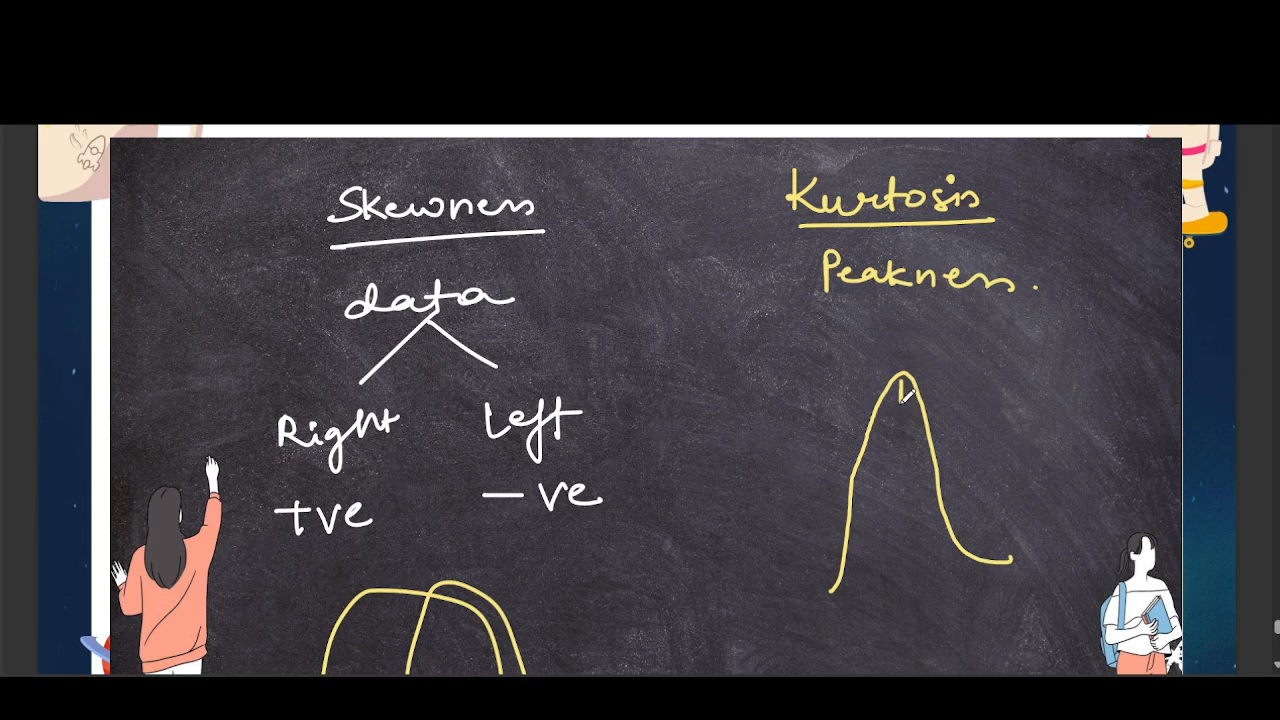 Skewness
data
Right
Left
+ve
-ve
Kurtosis
Peakness.